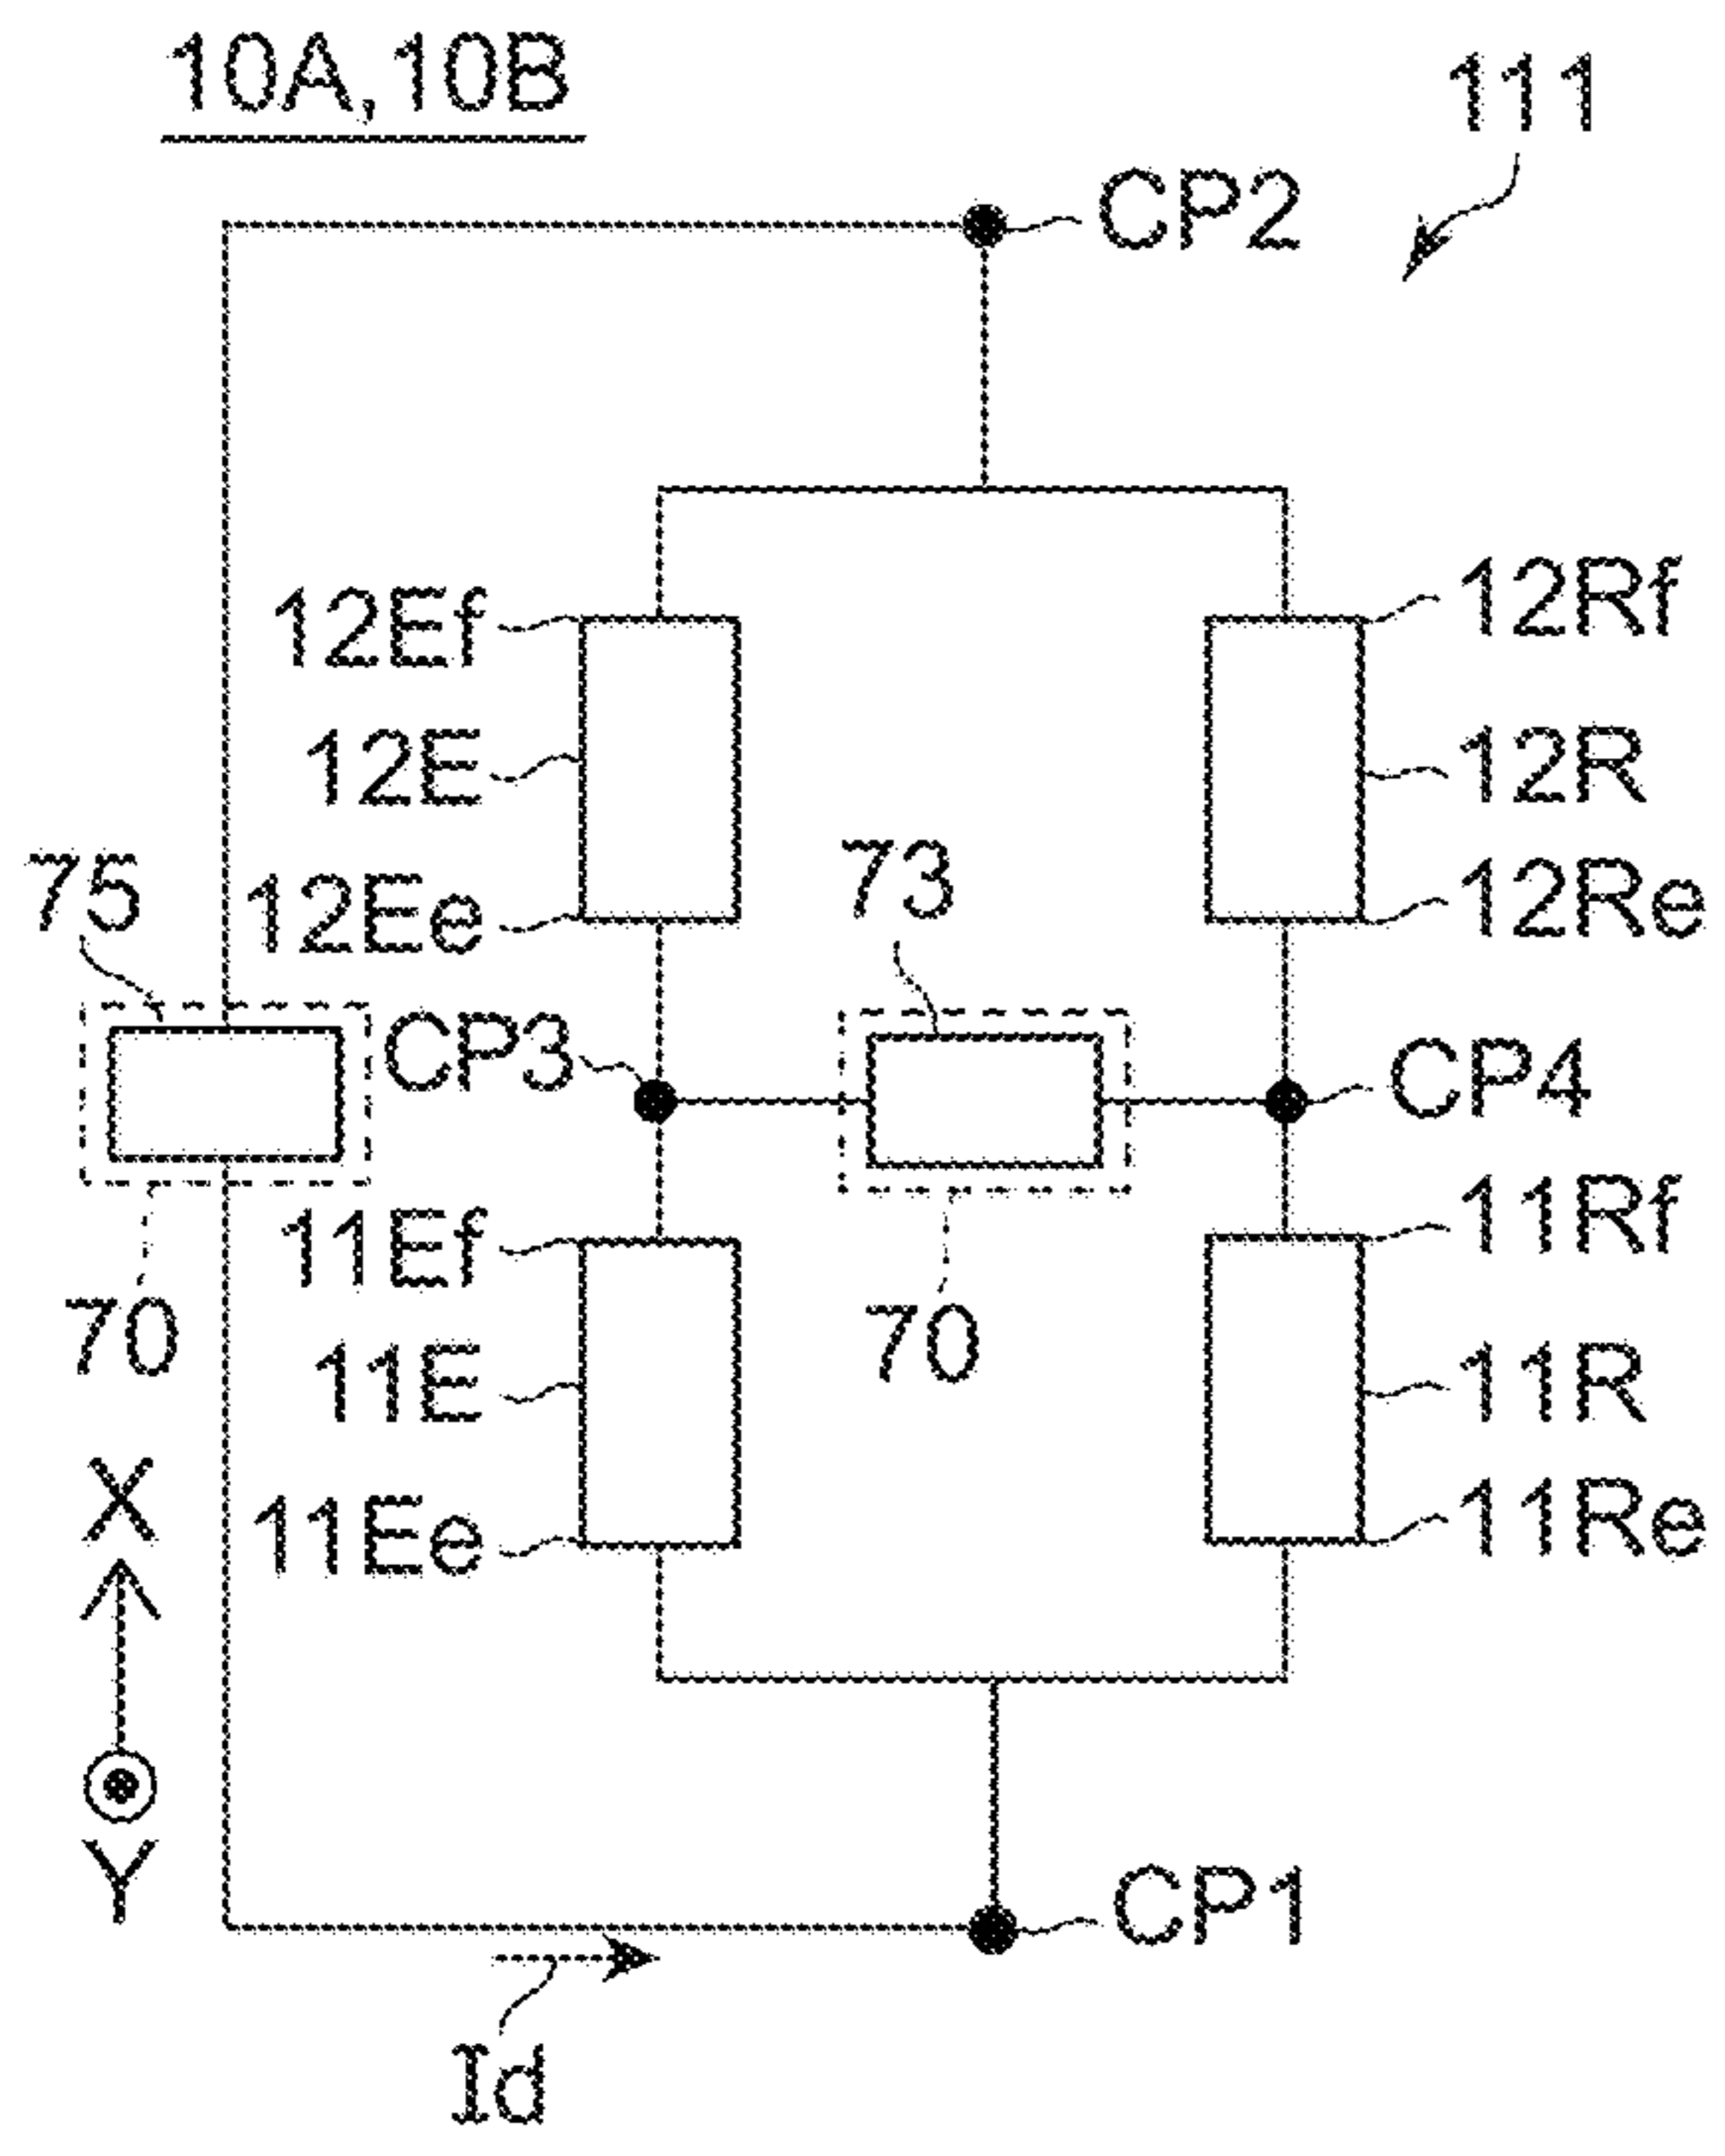 10A,10B
111
CP2
12Ef
12Rf
12E
12R
75
12Ee
73
12Re
CP3
CP4
11Ef
11Rf
70
70
11E
11R
X
11Ee
11Re
Y
CP1
Id